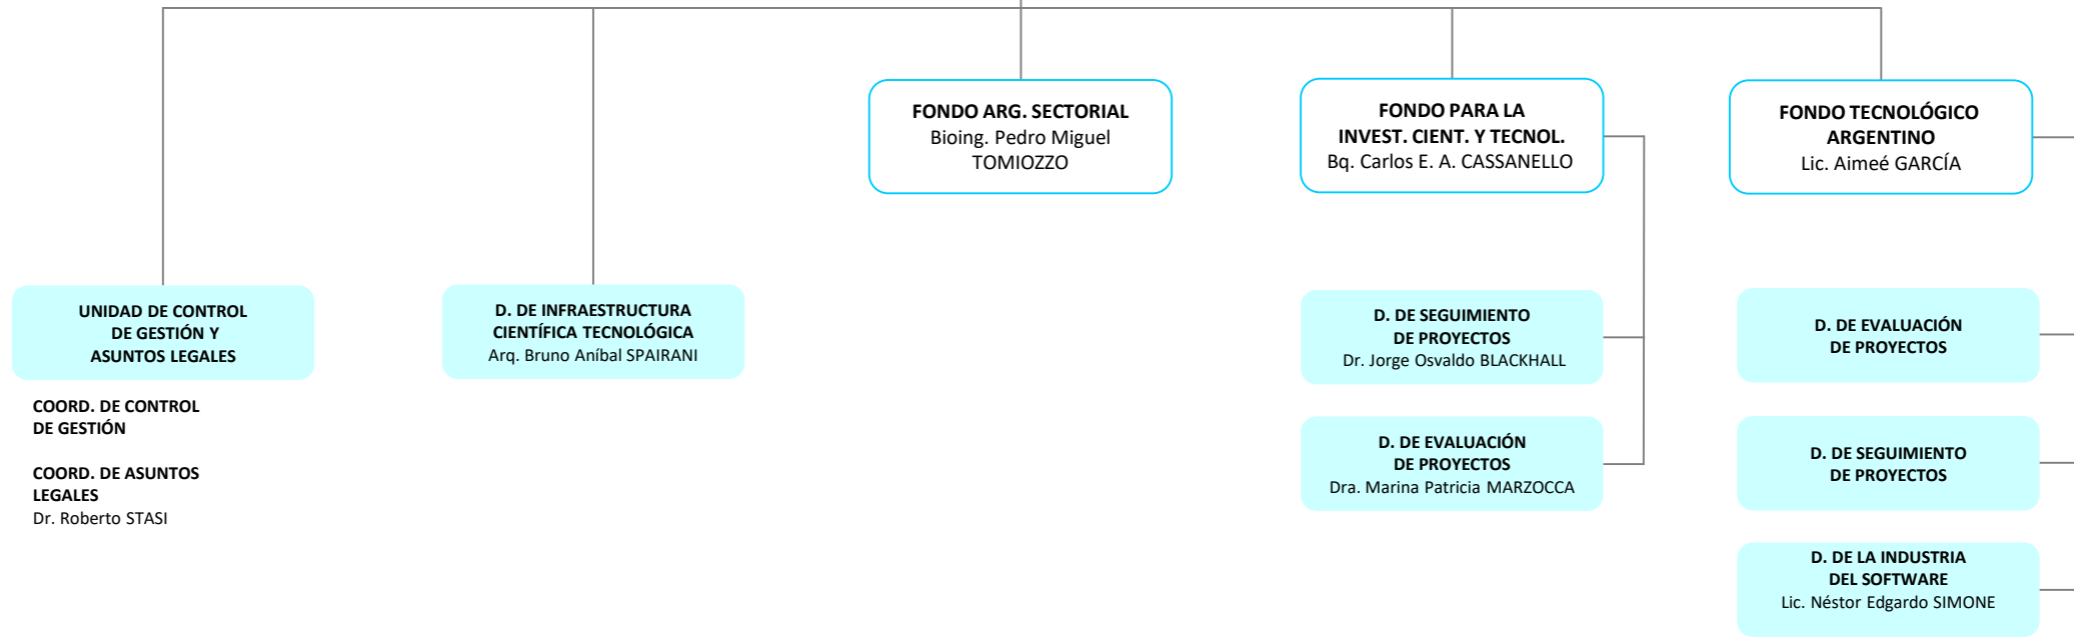 FONDO ARG. SECTORIAL
Bioing. Pedro Miguel
TOMIOZZO
FONDO PARA LA
INVEST. CIENT. Y TECNOL.
Bq. Carlos E. A. CASSANELLO
FONDO TECNOLÓGICO
ARGENTINO
Lic. Aimeé GARCÍA
UNIDAD DE CONTROL
DE GESTIÓN Y
ASUNTOS LEGALES
COORD. DE CONTROL
DE GESTIÓN
COORD. DE ASUNTOS
LEGALES
Dr. Roberto STASI
D. DE INFRAESTRUCTURA
CIENTÍFICA TECNOLÓGICA
Arq. Bruno Aníbal SPAIRANI
D. DE SEGUIMIENTO
DE PROYECTOS
Dr. Jorge Osvaldo BLACKHALL
D. DE EVALUACIÓN
DE PROYECTOS
Dra. Marina Patricia MARZOCCA
D. DE EVALUACIÓN
DE PROYECTOS
D. DE SEGUIMIENTO
DE PROYECTOS
D. DE LA INDUSTRIA
DEL SOFTWARE
Lic. Néstor Edgardo SIMONE